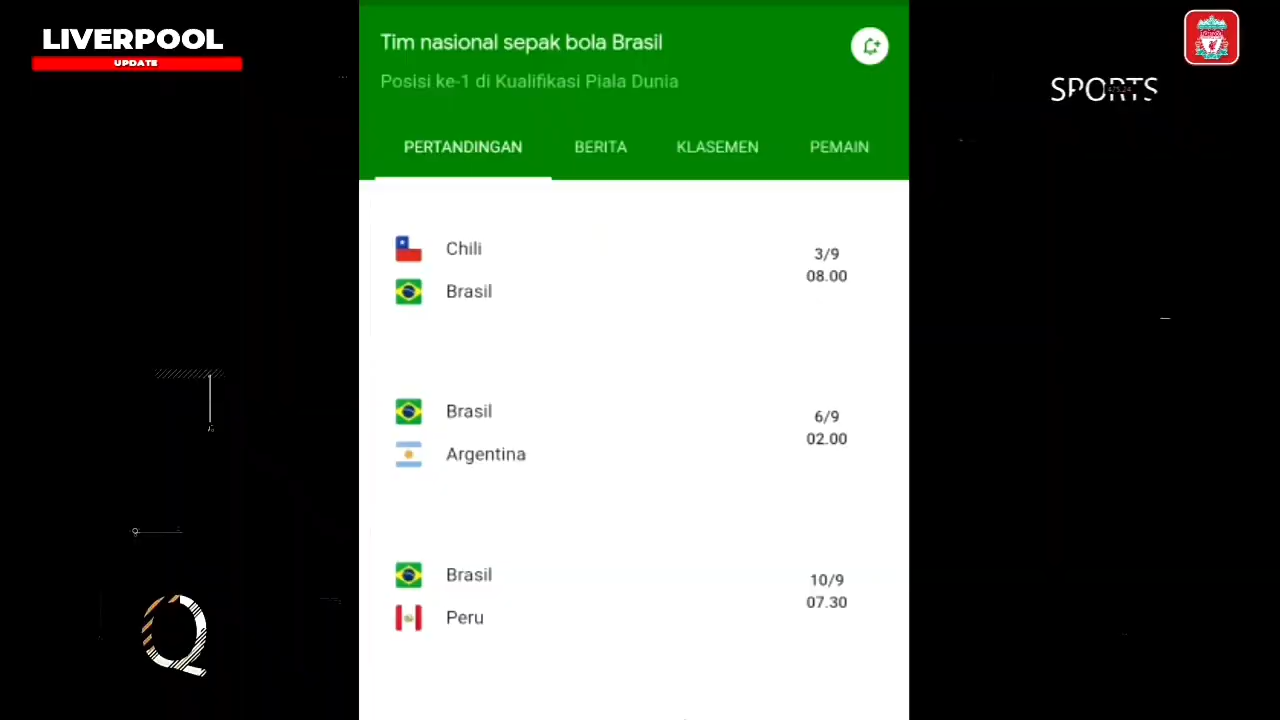 LIVERPOOL
UPDATE
SPORTS
Tim nasional sepak bola Brasil
Posisi ke-1 di Kualifikasi Piala Dunia
PERTANDINGAN BERITA KLASEMEN PEMAIN
Chili
3/9
08.00
Brasil
Brasil
6/9
02.00
Argentina
Brasil
10/9
07.30
Peru
Q